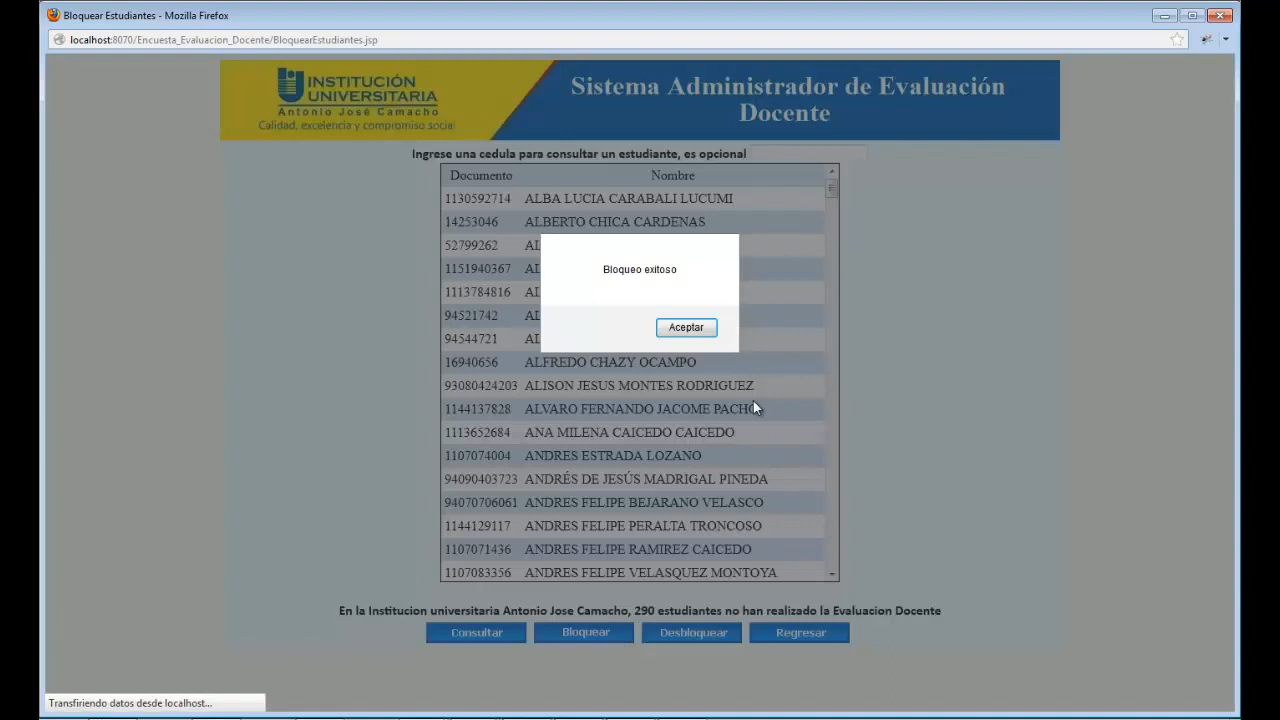 Bloquear Estudiantes - Mozilla Firefox
localhost:8070/Encuesta_Evaluacion_Docente/BloquearEstudiantes.jsp
INSTITUCIÓN
UNIVERSITARIA
Antonio José Camacho
Calidad, excelencia y compromiso social
Sistema Administrador de Evaluación
Docente
Ingrese una cedula para consultar un estudiante, es opcional
Documento Nombre
1130592714 ALBA LUCIA CARABALI LUCUMI
14253046 ALBERTO CHICA CARDENAS
52799262 AL
1151940367 AL
1113784816 AL
94521742 AL
94544721 AL
16940656 ALFREDO CHAZY OCAMPO
93080424203 ALISON JESUS MONTES RODRIGUEZ
1144137828 ALVARO FERNANDO JACOME PACHO
1113652684 ANA MILENA CAICEDO CAICEDO
1107074004 ANDRES ESTRADA LOZANO
94090403723 ANDRÉS DE JESÚS MADRIGAL PINEDA
94070706061 ANDRES FELIPE BEJARANO VELASCO
1144129117 ANDRES FELIPE PERALTA TRONCOSO
1107071436 ANDRES FELIPE RAMIREZ CAICEDO
1107083356 ANDRES FELIPE VELASQUEZ MONTOYA
Bloqueo exitoso
Aceptar
En la Institucion universitaria Antonio Jose Camacho, 290 estudiantes no han realizado la Evaluacion Docente
Consultar Bloquear Desbloquear Regresar
Transfiriendo datos desde localhost...